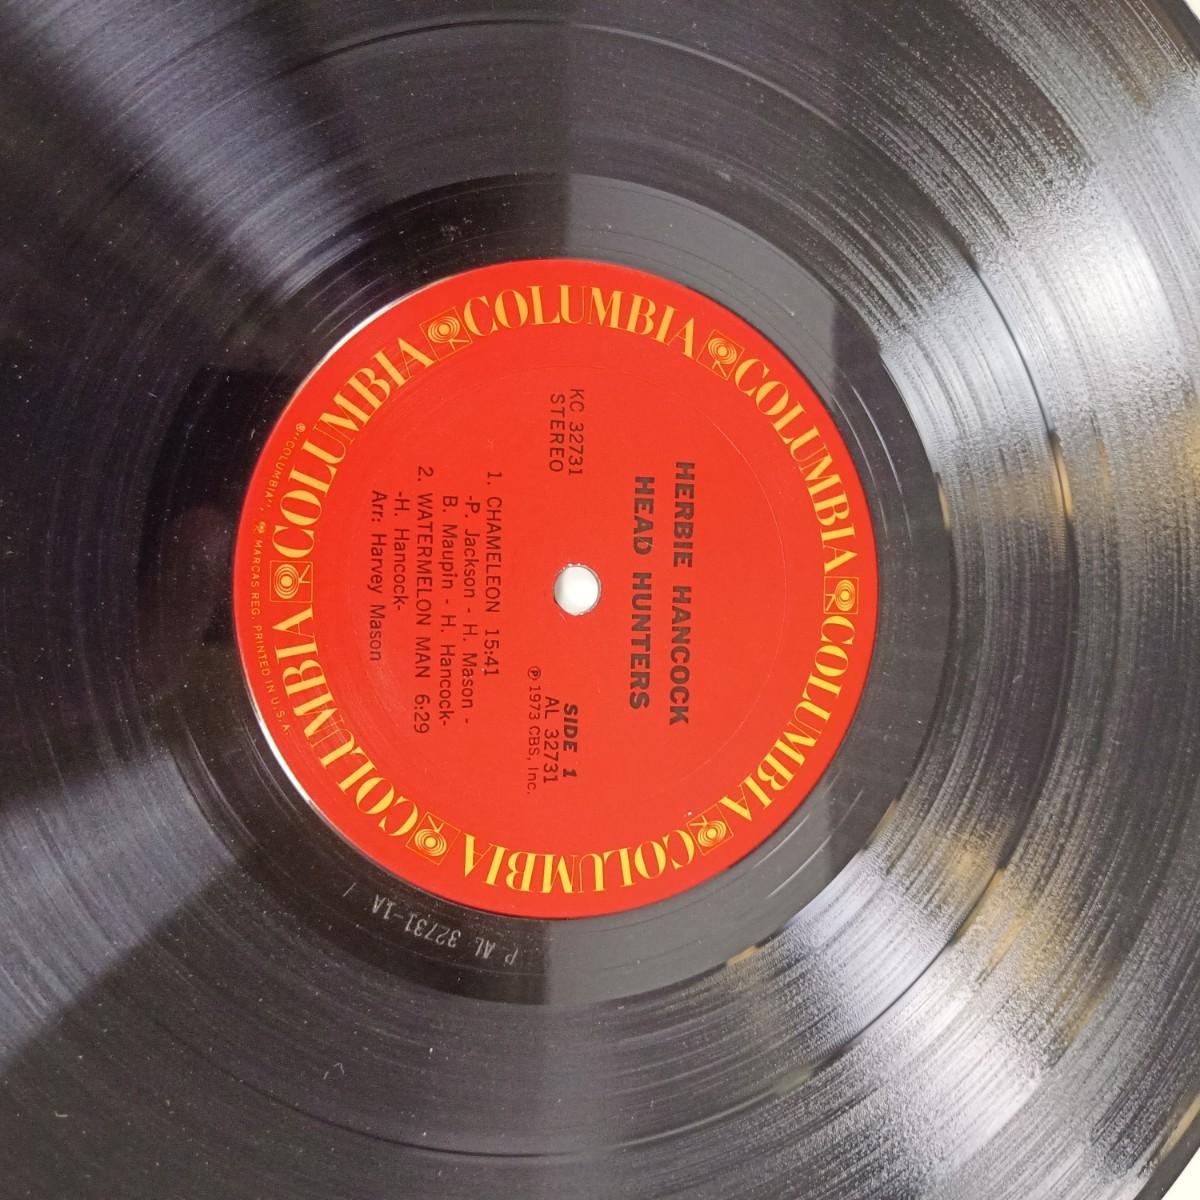 COLUMBIA COLUMBIA COLUMBIA COLUMBIA COLUMBIA COLUMBIA
HERBIE HANCOCK
HEAD HUNTERS
KC 32731
STEREO
SIDE 1
AL 32731
℗ 1973 CBS, Inc.
1. CHAMELEON 15:41
-P. Jackson - H. Mason -
B. Maupin - H. Hancock-
2. WATERMELON MAN 6:29
-H. Hancock-
Arr: Harvey Mason
® "COLUMBIA", ® MARCAS REG. PRINTED IN U.S.A.
P AL 32731-1A